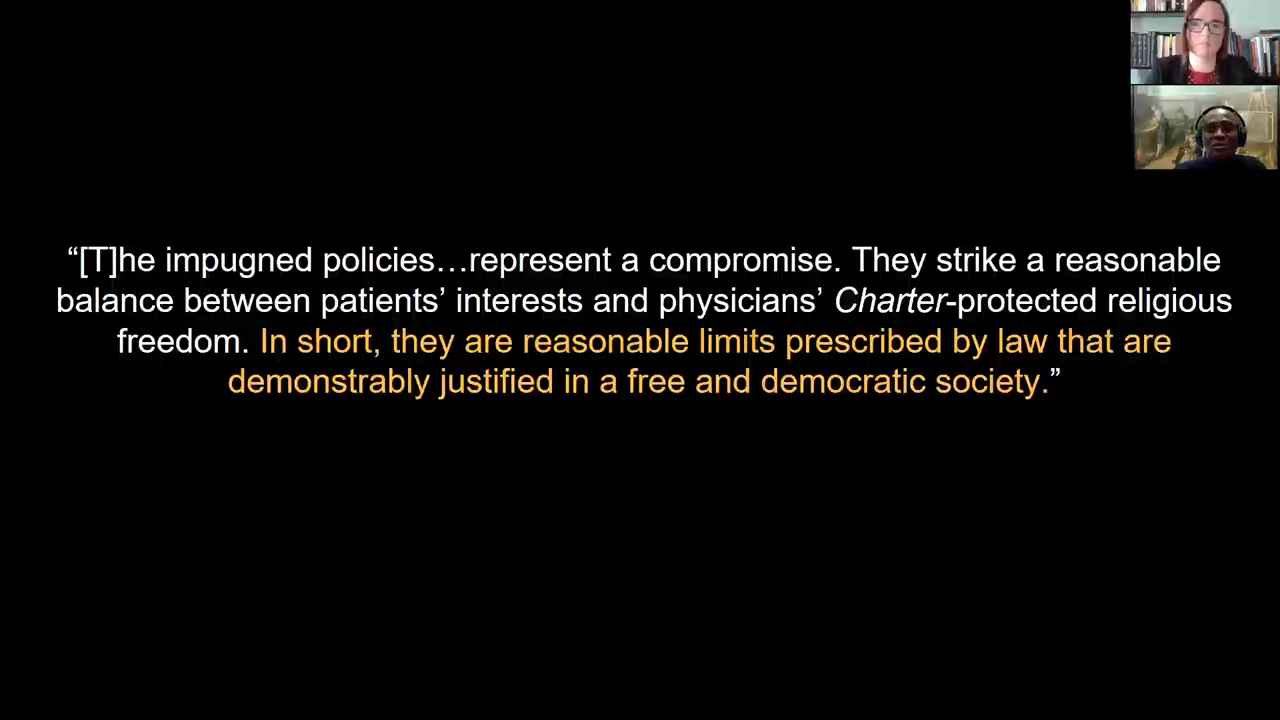 “[T]he impugned policies…represent a compromise. They strike a reasonable
balance between patients’ interests and physicians’ Charter-protected religious
freedom. In short, they are reasonable limits prescribed by law that are
demonstrably justified in a free and democratic society.”